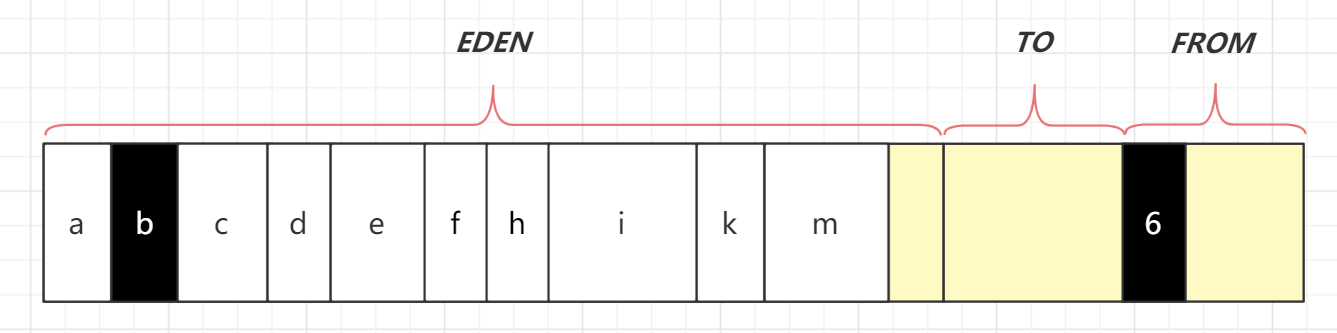 EDEN TO FROM
a b c d e f h i k m 6